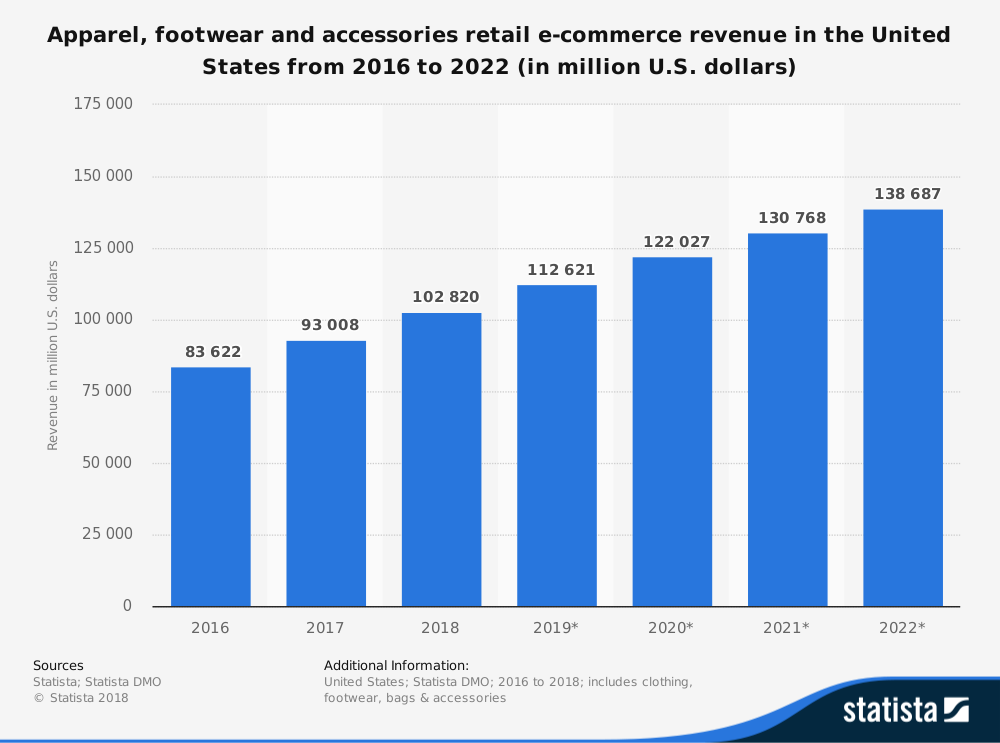 Apparel, footwear and accessories retail e-commerce revenue in the United
States from 2016 to 2022 (in million U.S. dollars)
Revenue in million U.S. dollars
175 000
150 000
125 000
100 000
75 000
50 000
25 000
0
83 622
93 008
102 820
112 621
122 027
130 768
138 687
2016
2017
2018
2019*
2020*
2021*
2022*
Sources
Statista; Statista DMO
© Statista 2018
Additional Information:
United States; Statista DMO; 2016 to 2018; includes clothing,
footwear, bags & accessories
statista